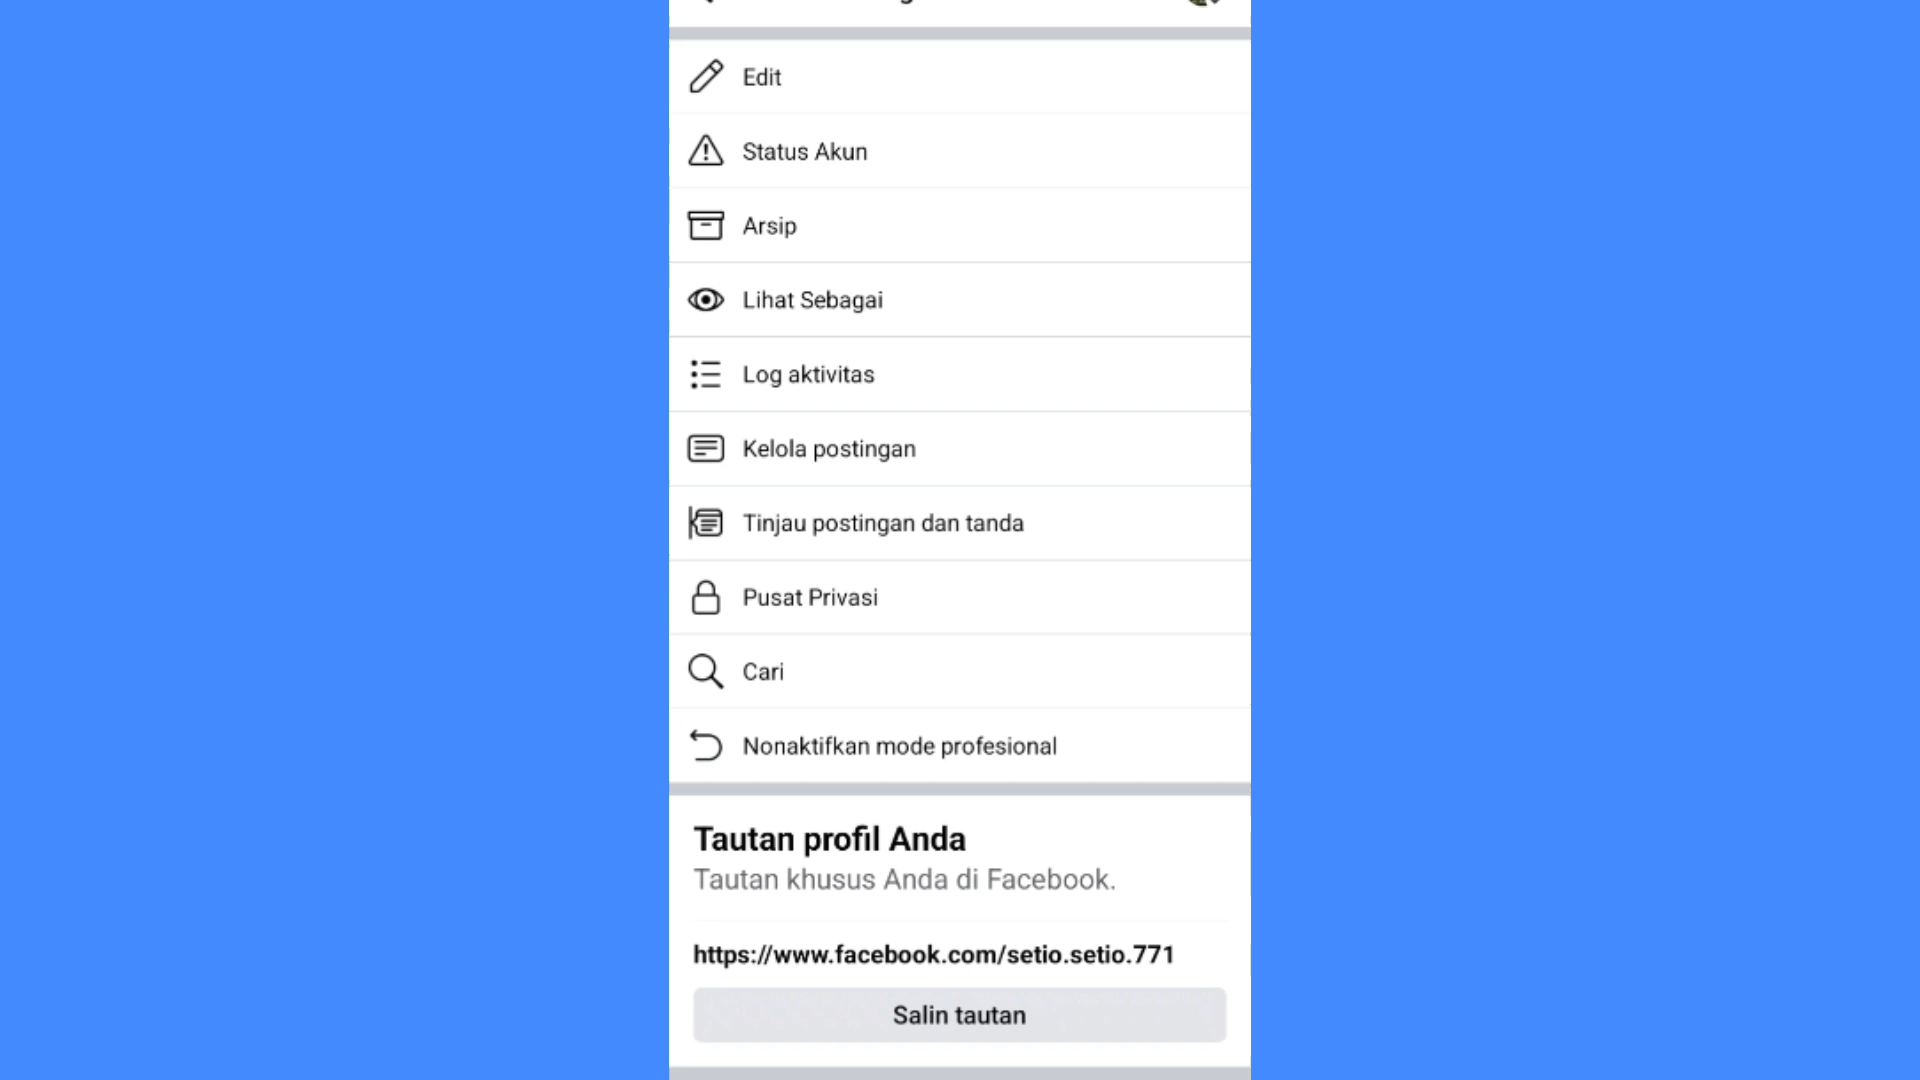 Edit
Status Akun
Arsip
Lihat Sebagai
Log aktivitas
Kelola postingan
Tinjau postingan dan tanda
Pusat Privasi
Cari
Nonaktifkan mode profesional
Tautan profil Anda
Tautan khusus Anda di Facebook.
https://www.facebook.com/setio.setio.771
Salin tautan